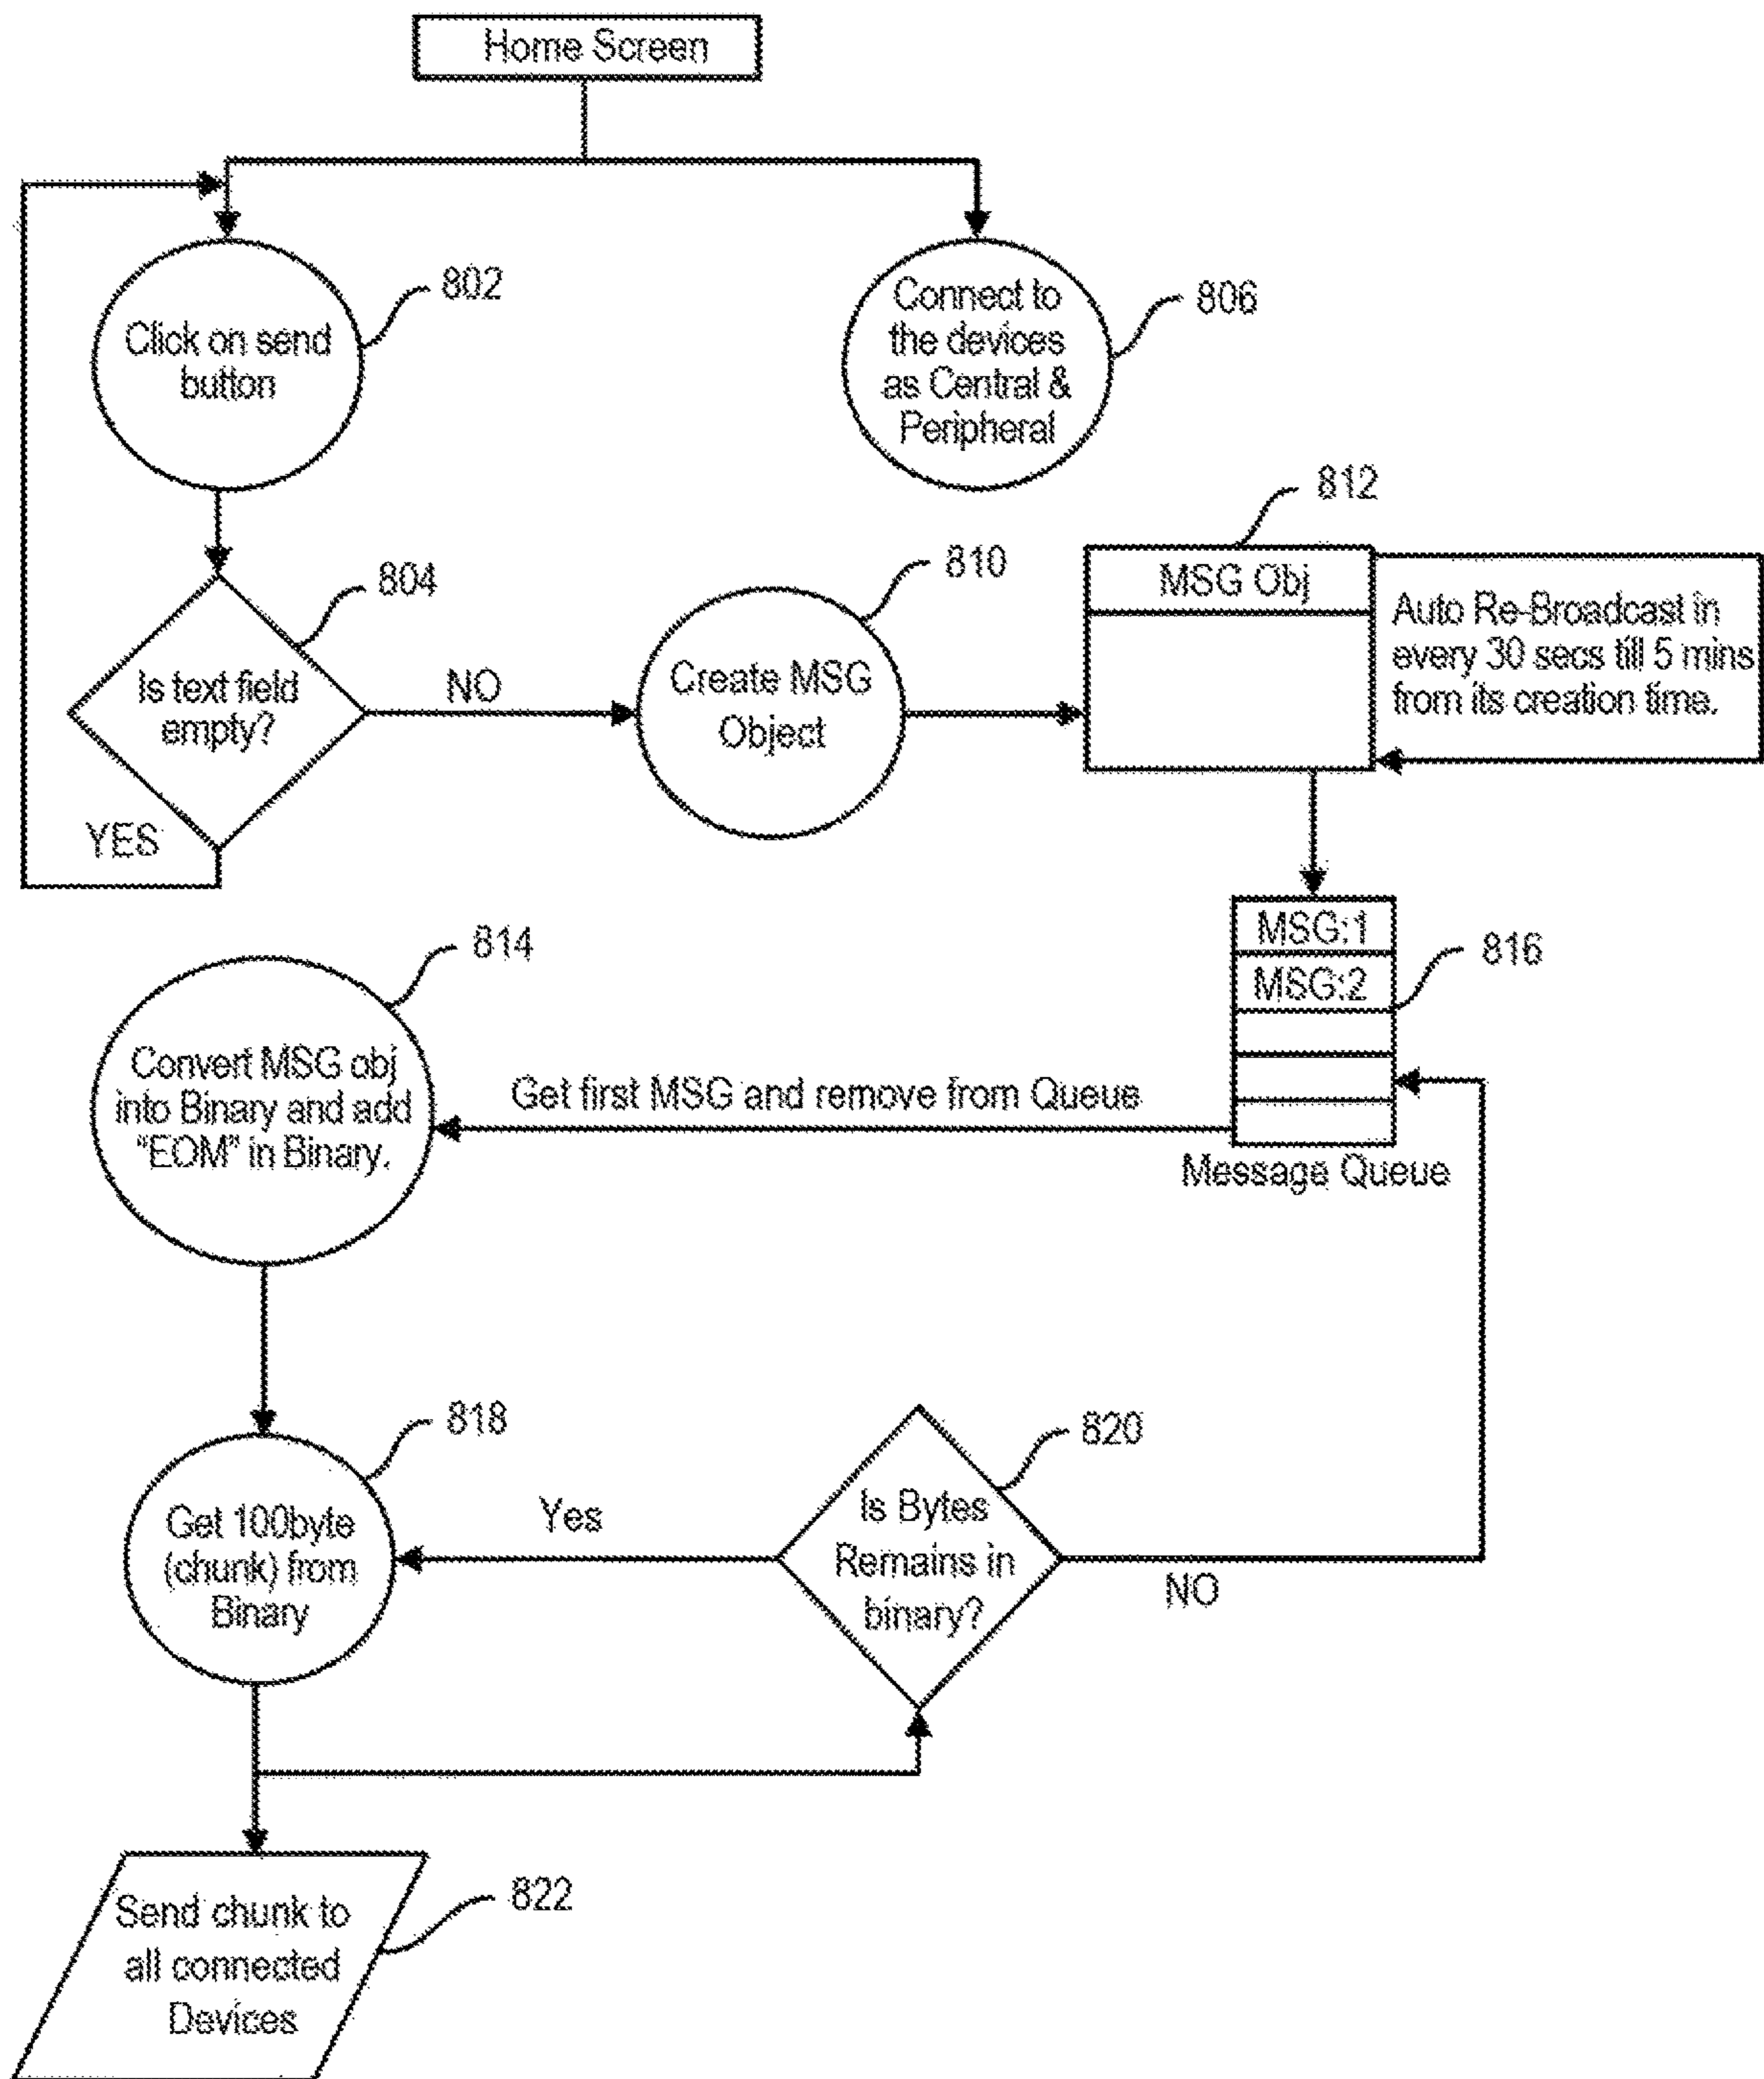 Home Screen
802
Click on send
button
Connect to
the devices
as Central &
Peripheral
806
804
Is text field
empty?
NO
YES
810
Create MSG
Object
812
MSG Obj
Auto Re-Broadcast in
every 30 secs till 5 mins
from its creation time.
MSG:1
MSG:2
816
Message Queue
Get first MSG and remove from Queue
814
Convert MSG obj
into Binary and add
"EOM" in Binary.
818
Get 100byte
(chunk) from
Binary
Yes
820
Is Bytes
Remains in
binary?
NO
Send chunk to
all connected
Devices
822